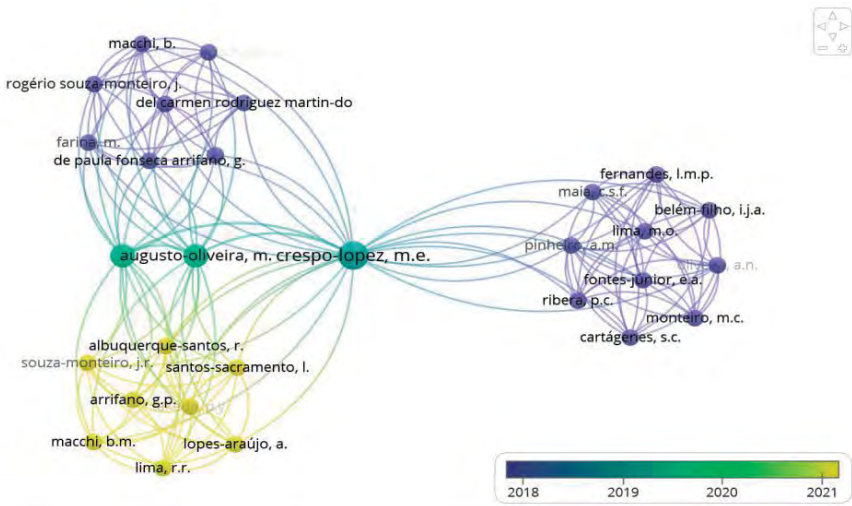 macchi, b.
rogério souza-monteiro, j.
del carmen rodriguez martin-do
farina, m.
de paula fonseca arrifano, g.
augusto-oliveira, m.
crespo-lopez, m.e.
albuquerque-santos, r.
souza-monteiro, j.r.
santos-sacramento, l.
arrifano, g.p.
macchi, b.m.
lopes-araújo, a.
lima, r.r.
fernandes, l.m.p.
maia, c.s.f.
belém-filho, i.j.a.
lima, m.o.
pinheiro, a.m.
a.n.
fontes-júnior, e.a.
ribera, p.c.
monteiro, m.c.
cartágenes, s.c.
2018 2019 2020 2021